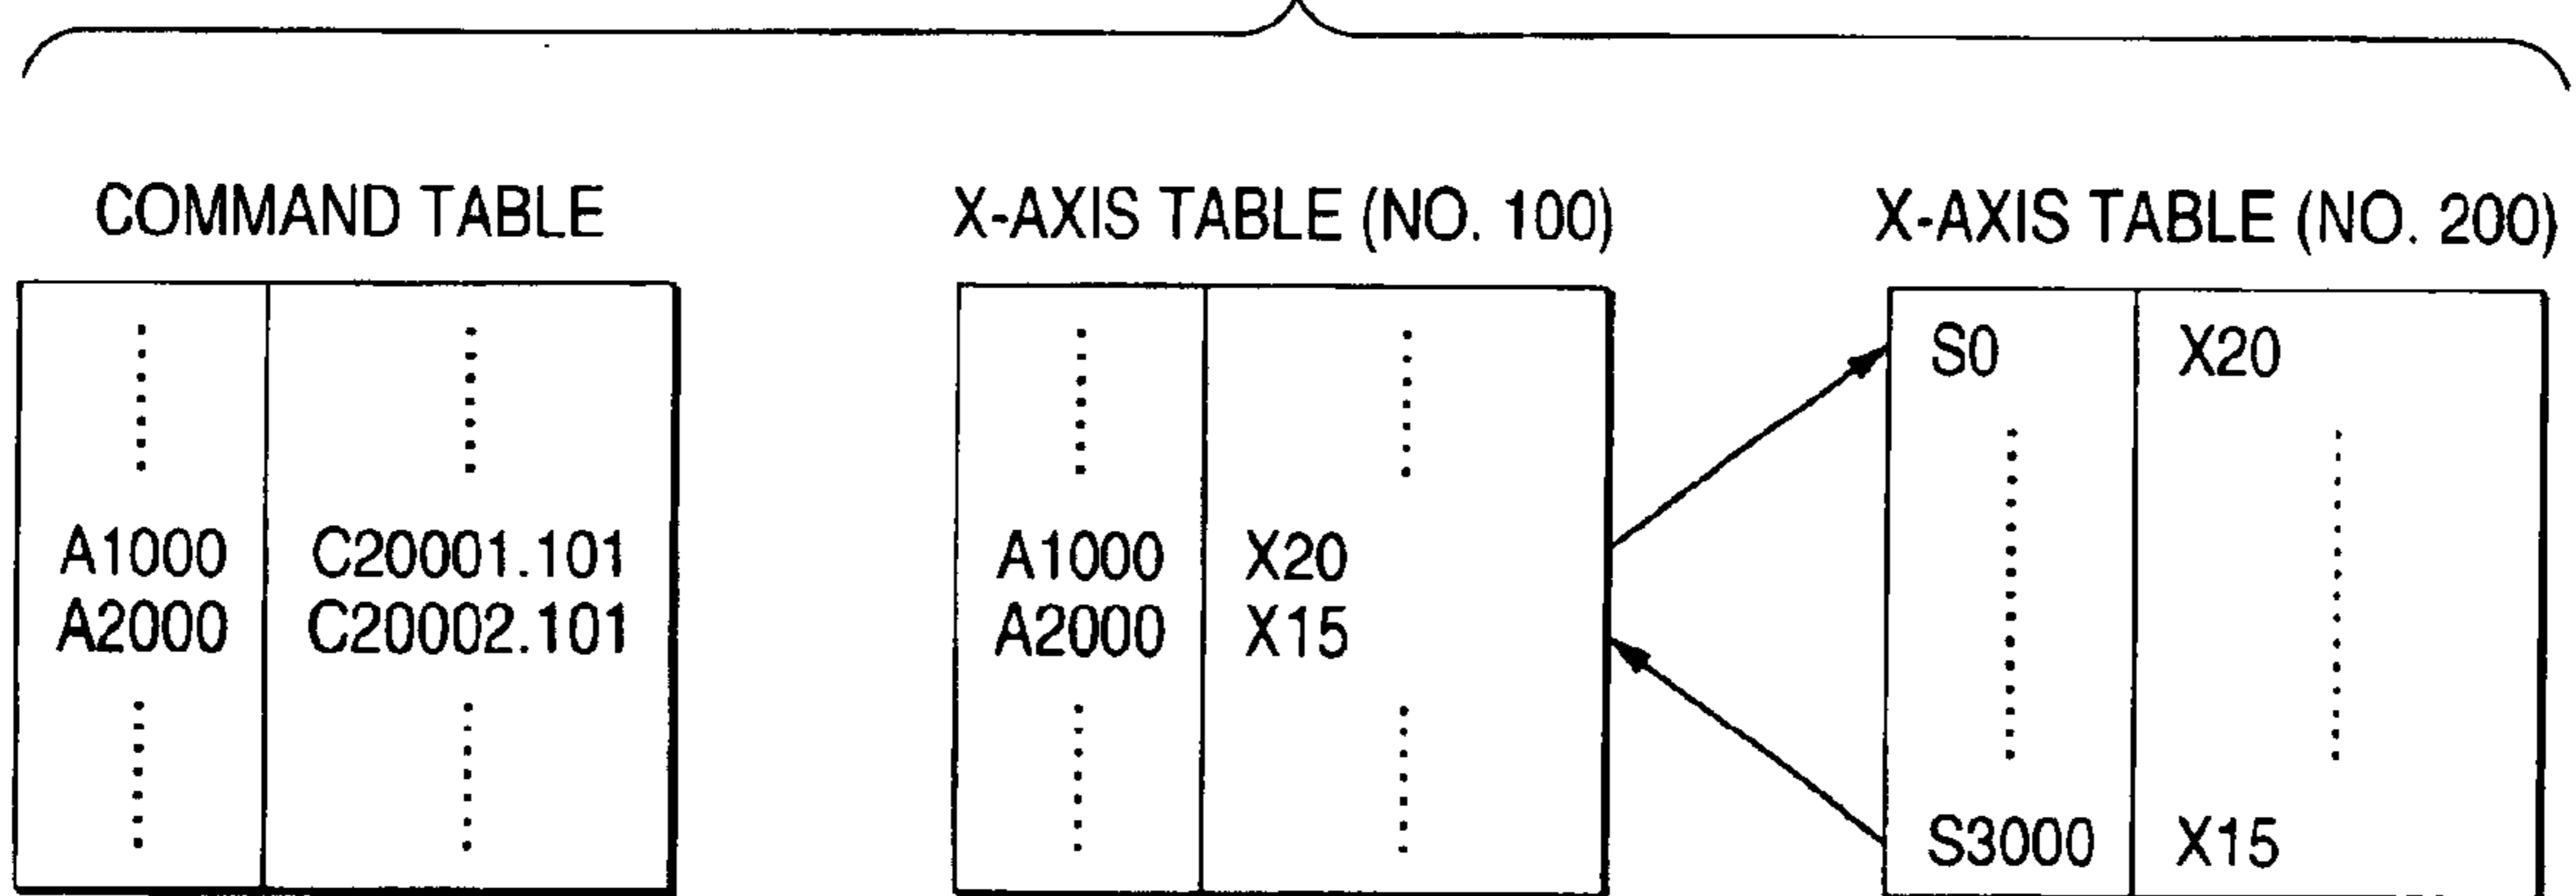 COMMAND TABLE
A1000 C20001.101
A2000 C20002.101
X-AXIS TABLE (NO. 100)
A1000 X20
A2000 X15
X-AXIS TABLE (NO. 200)
S0 X20
S3000 X15